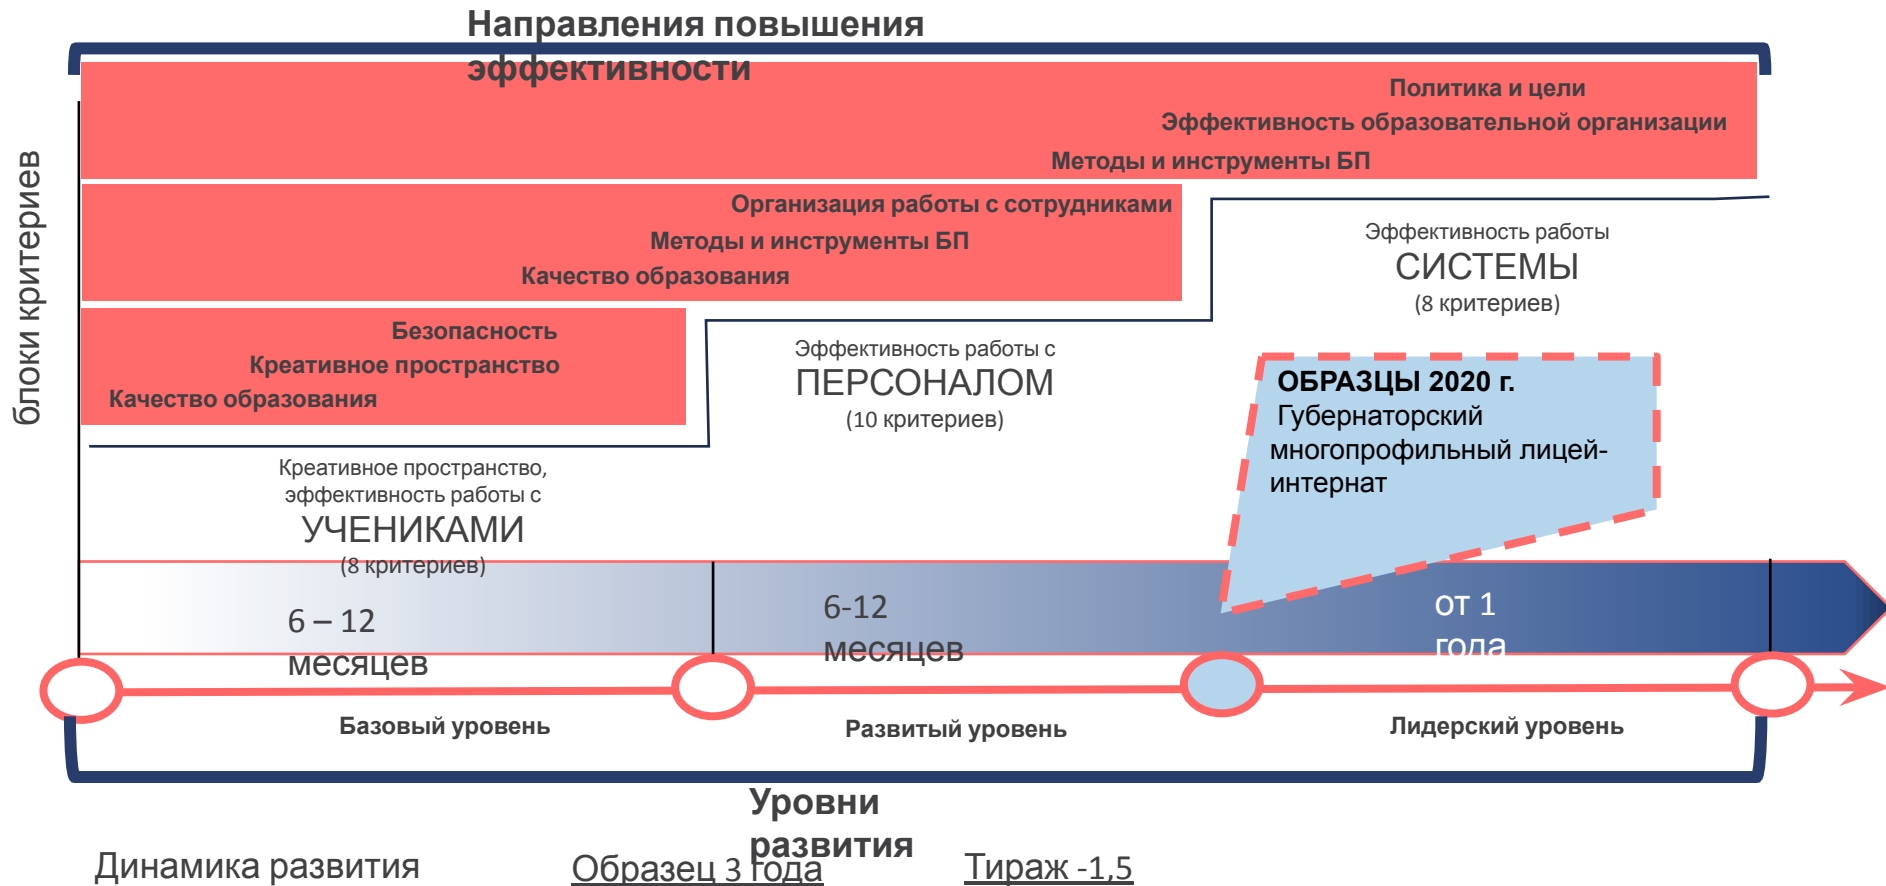 Направления повышения
эффективности
Политика и цели
Эффективность образовательной организации
Методы и инструменты БП
Организация работы с сотрудниками
Методы и инструменты БП
Качество образования
Безопасность
Креативное пространство
Качество образования
блоки критериев
Эффективность работы
СИСТЕМЫ
(8 критериев)
Эффективность работы с
ПЕРСОНАЛОМ
(10 критериев)
Креативное пространство,
эффективность работы с
УЧЕНИКАМИ
(8 критериев)
ОБРАЗЦЫ 2020 г.
Губернаторский
многопрофильный лицей-
интернат
6 – 12
месяцев
6-12
месяцев
от 1
года
Базовый уровень
Развитый уровень
Лидерский уровень
Уровни
развития
Динамика развития
Образец 3 года
Тираж -1,5